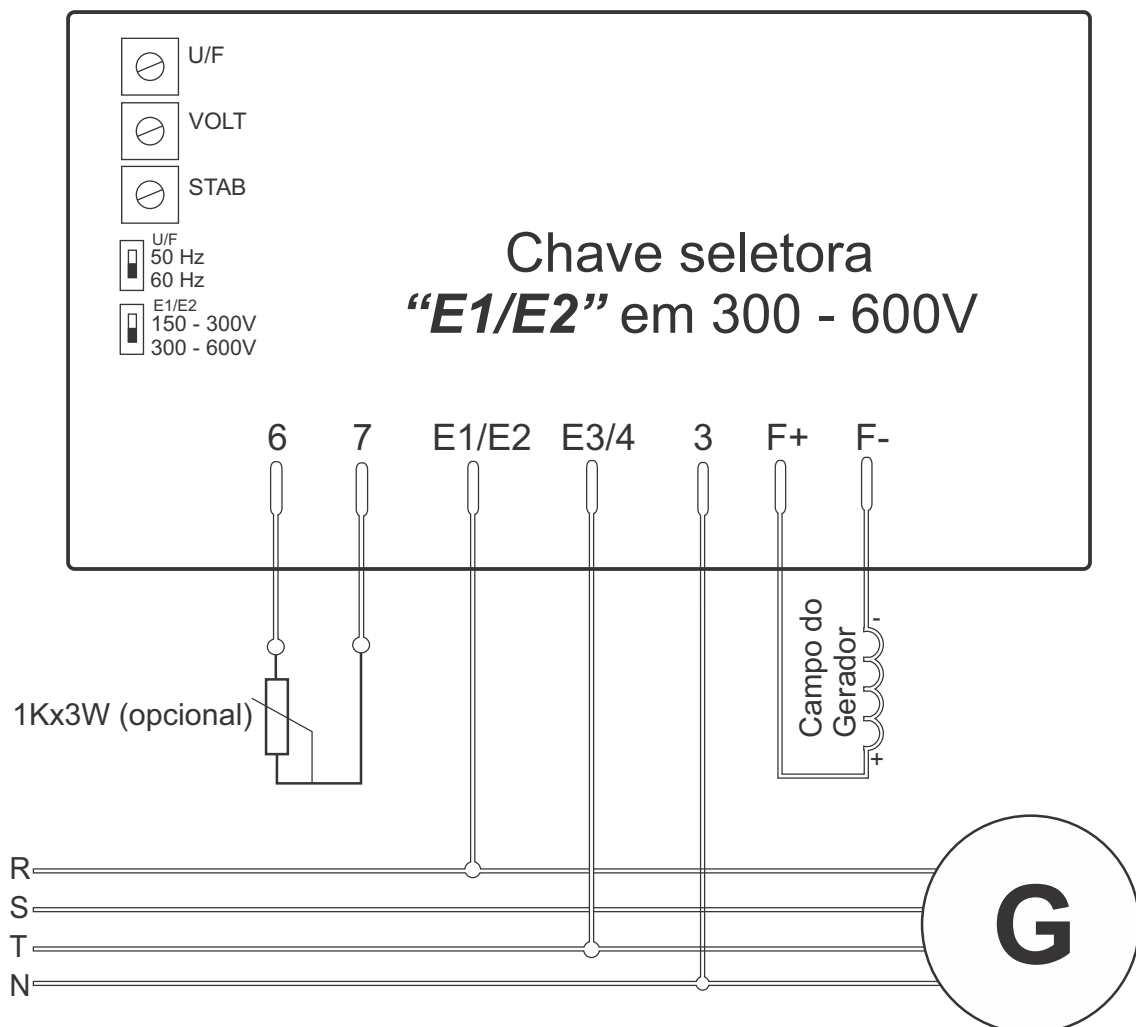 U/F
VOLT
STAB
U/F
50 Hz
60 Hz
E1/E2
150 - 300V
300 - 600V
Chave seletora
“E1/E2” em 300 - 600V
6 7 E1/E2 E3/4 3 F+ F-
1Kx3W (opcional)
Campo do
Gerador
-
+
R
S
T
N
G